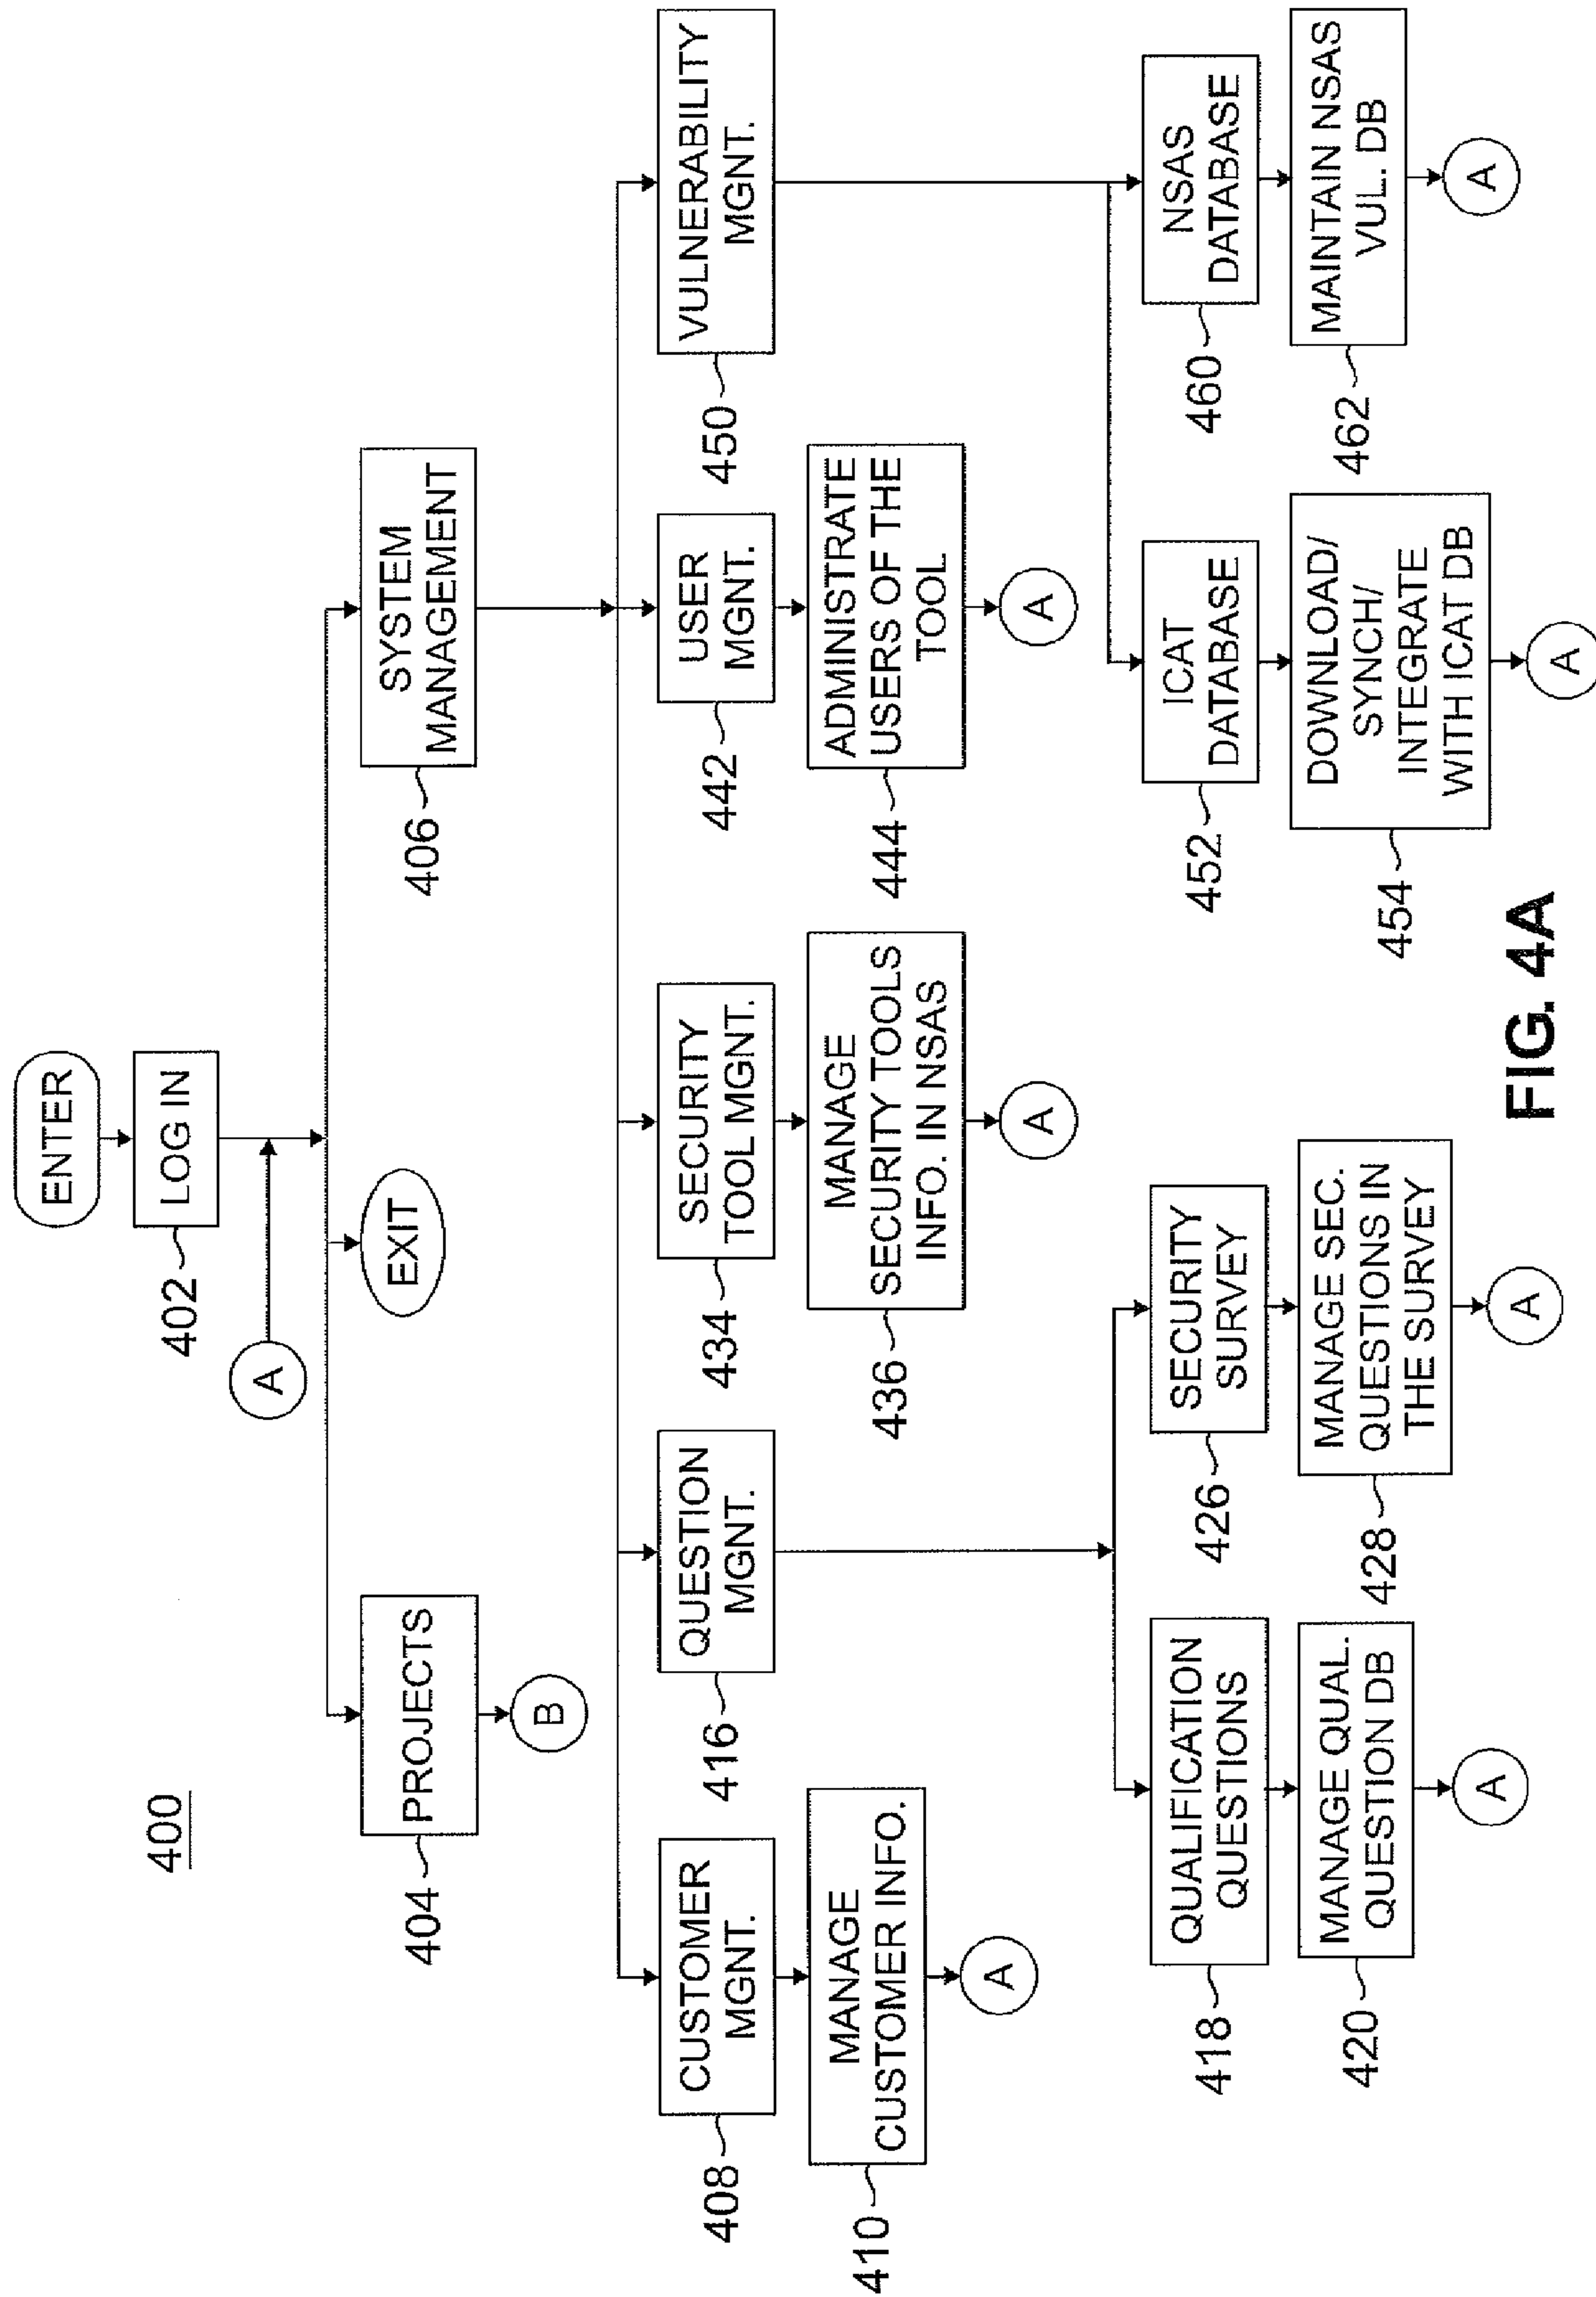 400
ENTER
LOG IN
402
A
PROJECTS
404
B
EXIT
SYSTEM
MANAGEMENT
406
CUSTOMER
MGNT.
408
MANAGE
CUSTOMER INFO.
410
A
QUESTION
MGNT.
416
QUALIFICATION
QUESTIONS
418
MANAGE QUAL.
QUESTION DB
420
A
SECURITY
SURVEY
426
MANAGE SEC.
QUESTIONS IN
THE SURVEY
428
A
SECURITY
TOOL MGNT.
434
MANAGE
SECURITY TOOLS
INFO. IN NSAS
436
A
USER
MGNT.
442
ADMINISTRATE
USERS OF THE
TOOL
444
A
VULNERABILITY
MGNT.
450
ICAT
DATABASE
452
DOWNLOAD/
SYNCH/
INTEGRATE
WITH ICAT DB
454
A
NSAS
DATABASE
460
MAINTAIN NSAS
VUL. DB
462
A
FIG. 4A